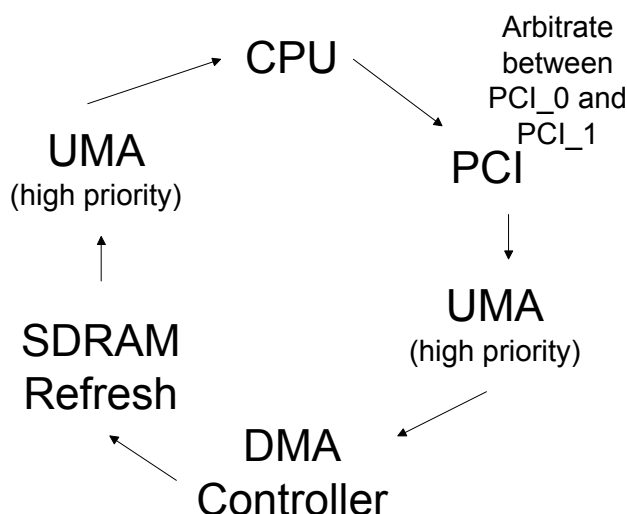 CPU
Arbitrate
between
PCI_0 and
PCI_1
PCI
UMA
(high priority)
DMA
Controller
SDRAM
Refresh
UMA
(high priority)